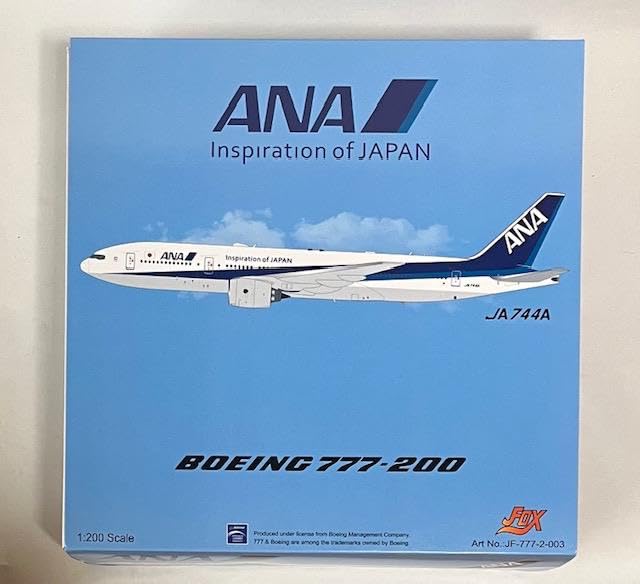 ANA
Inspiration of JAPAN
ANA
Inspiration of JAPAN
ANA
JA744A
JA744A
BOEING 777-200
1:200 Scale
Produced under license from Boeing Management Company.
777 & Boeing are among the trademarks owned by Boeing.
JFOX
Art No.:JF-777-2-003